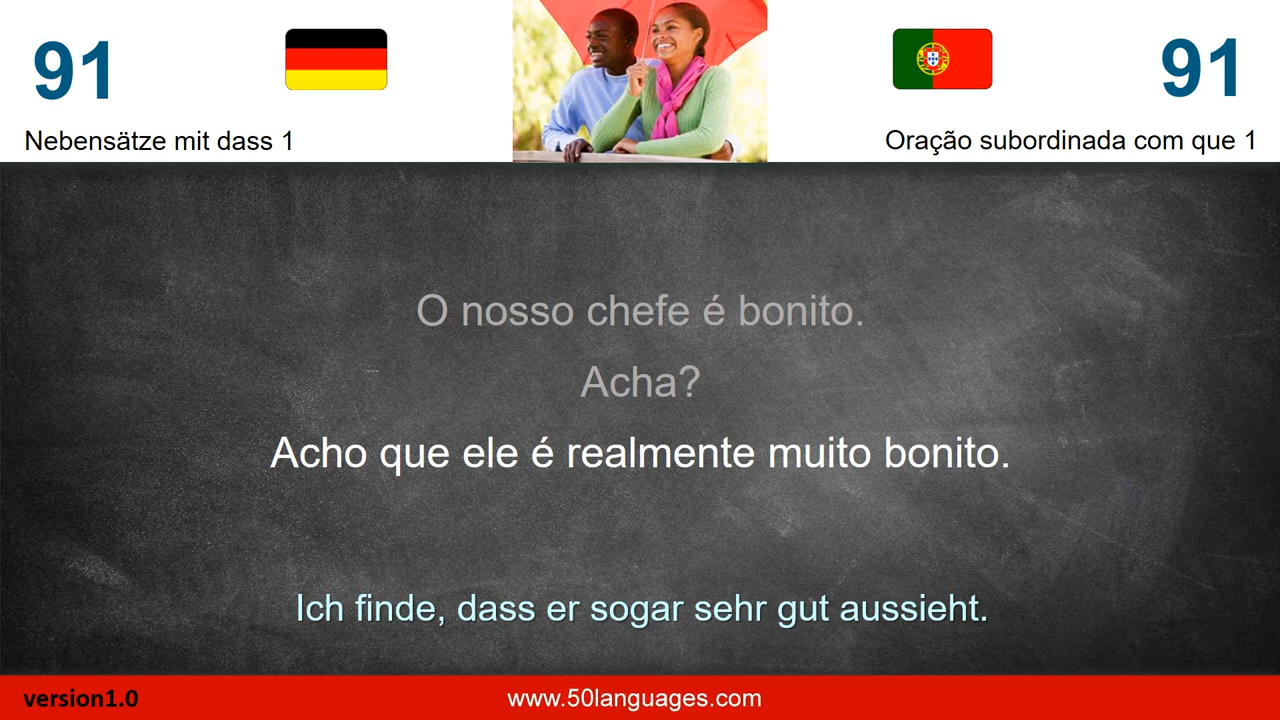 91
91
Nebensätze mit dass 1
Oração subordinada com que 1
O nosso chefe é bonito.
Acha?
Acho que ele é realmente muito bonito.
Ich finde, dass er sogar sehr gut aussieht.
version1.0
www.50languages.com